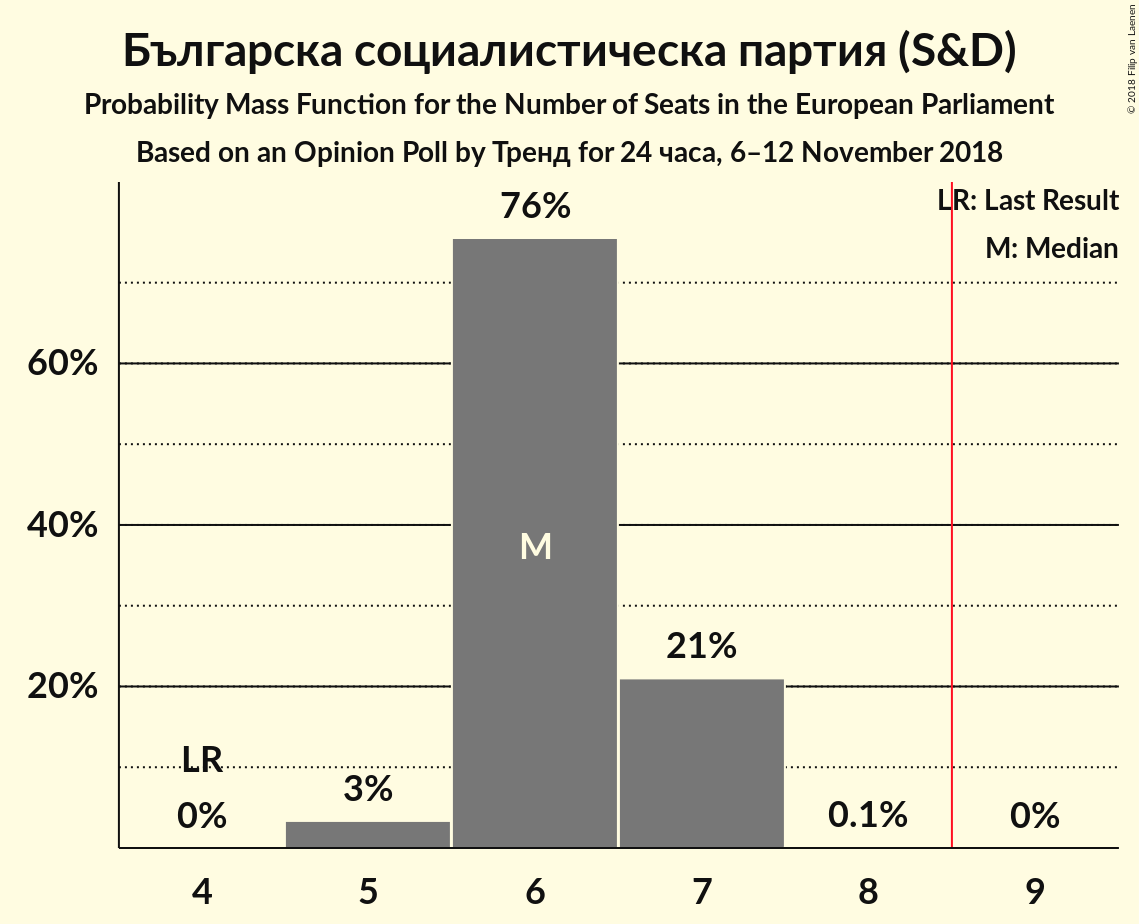 Българска социалистическа партия (S&D)
Probability Mass Function for the Number of Seats in the European Parliament
Based on an Opinion Poll by Тренд for 24 часа, 6–12 November 2018
© 2018 Filip van Laenen
LR: Last Result
M: Median
76%
60%
40%
M
21%
20%
LR
3%
0%
0.1%
0%
4 5 6 7 8 9